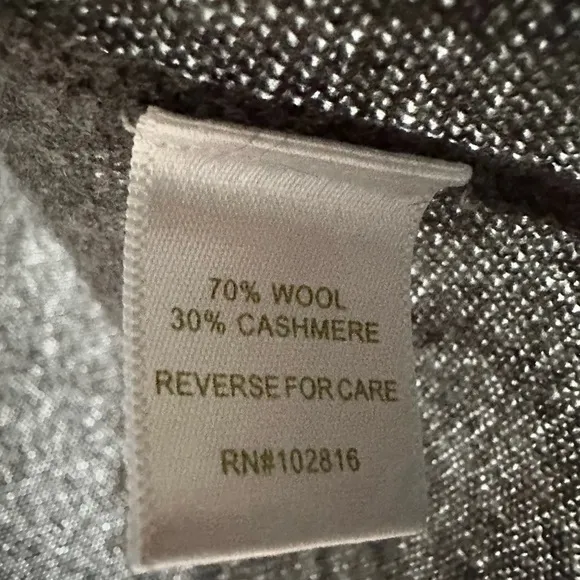 70% WOOL
30% CASHMERE
REVERSE FOR CARE
RN#102816